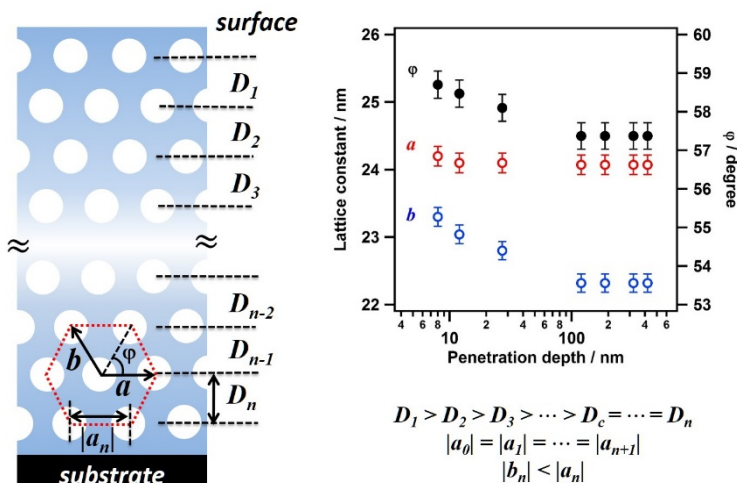 surface
D₁
D₂
D₃
≈ ≈
Dₙ₋₂
Dₙ₋₁
Dₙ
b
φ
a
|aₙ|
substrate
26
25
24
23
22
Lattice constant / nm
60
59
58
57
56
55
54
53
φ / degree
φ
a
b
4 6 8 2 4 6 8 2 4 6
10 100
Penetration depth / nm
D₁ > D₂ > D₃ > ··· > D_c = ··· = Dₙ
|a₀| = |a₁| = ··· = |aₙ₊₁|
|bₙ| < |aₙ|